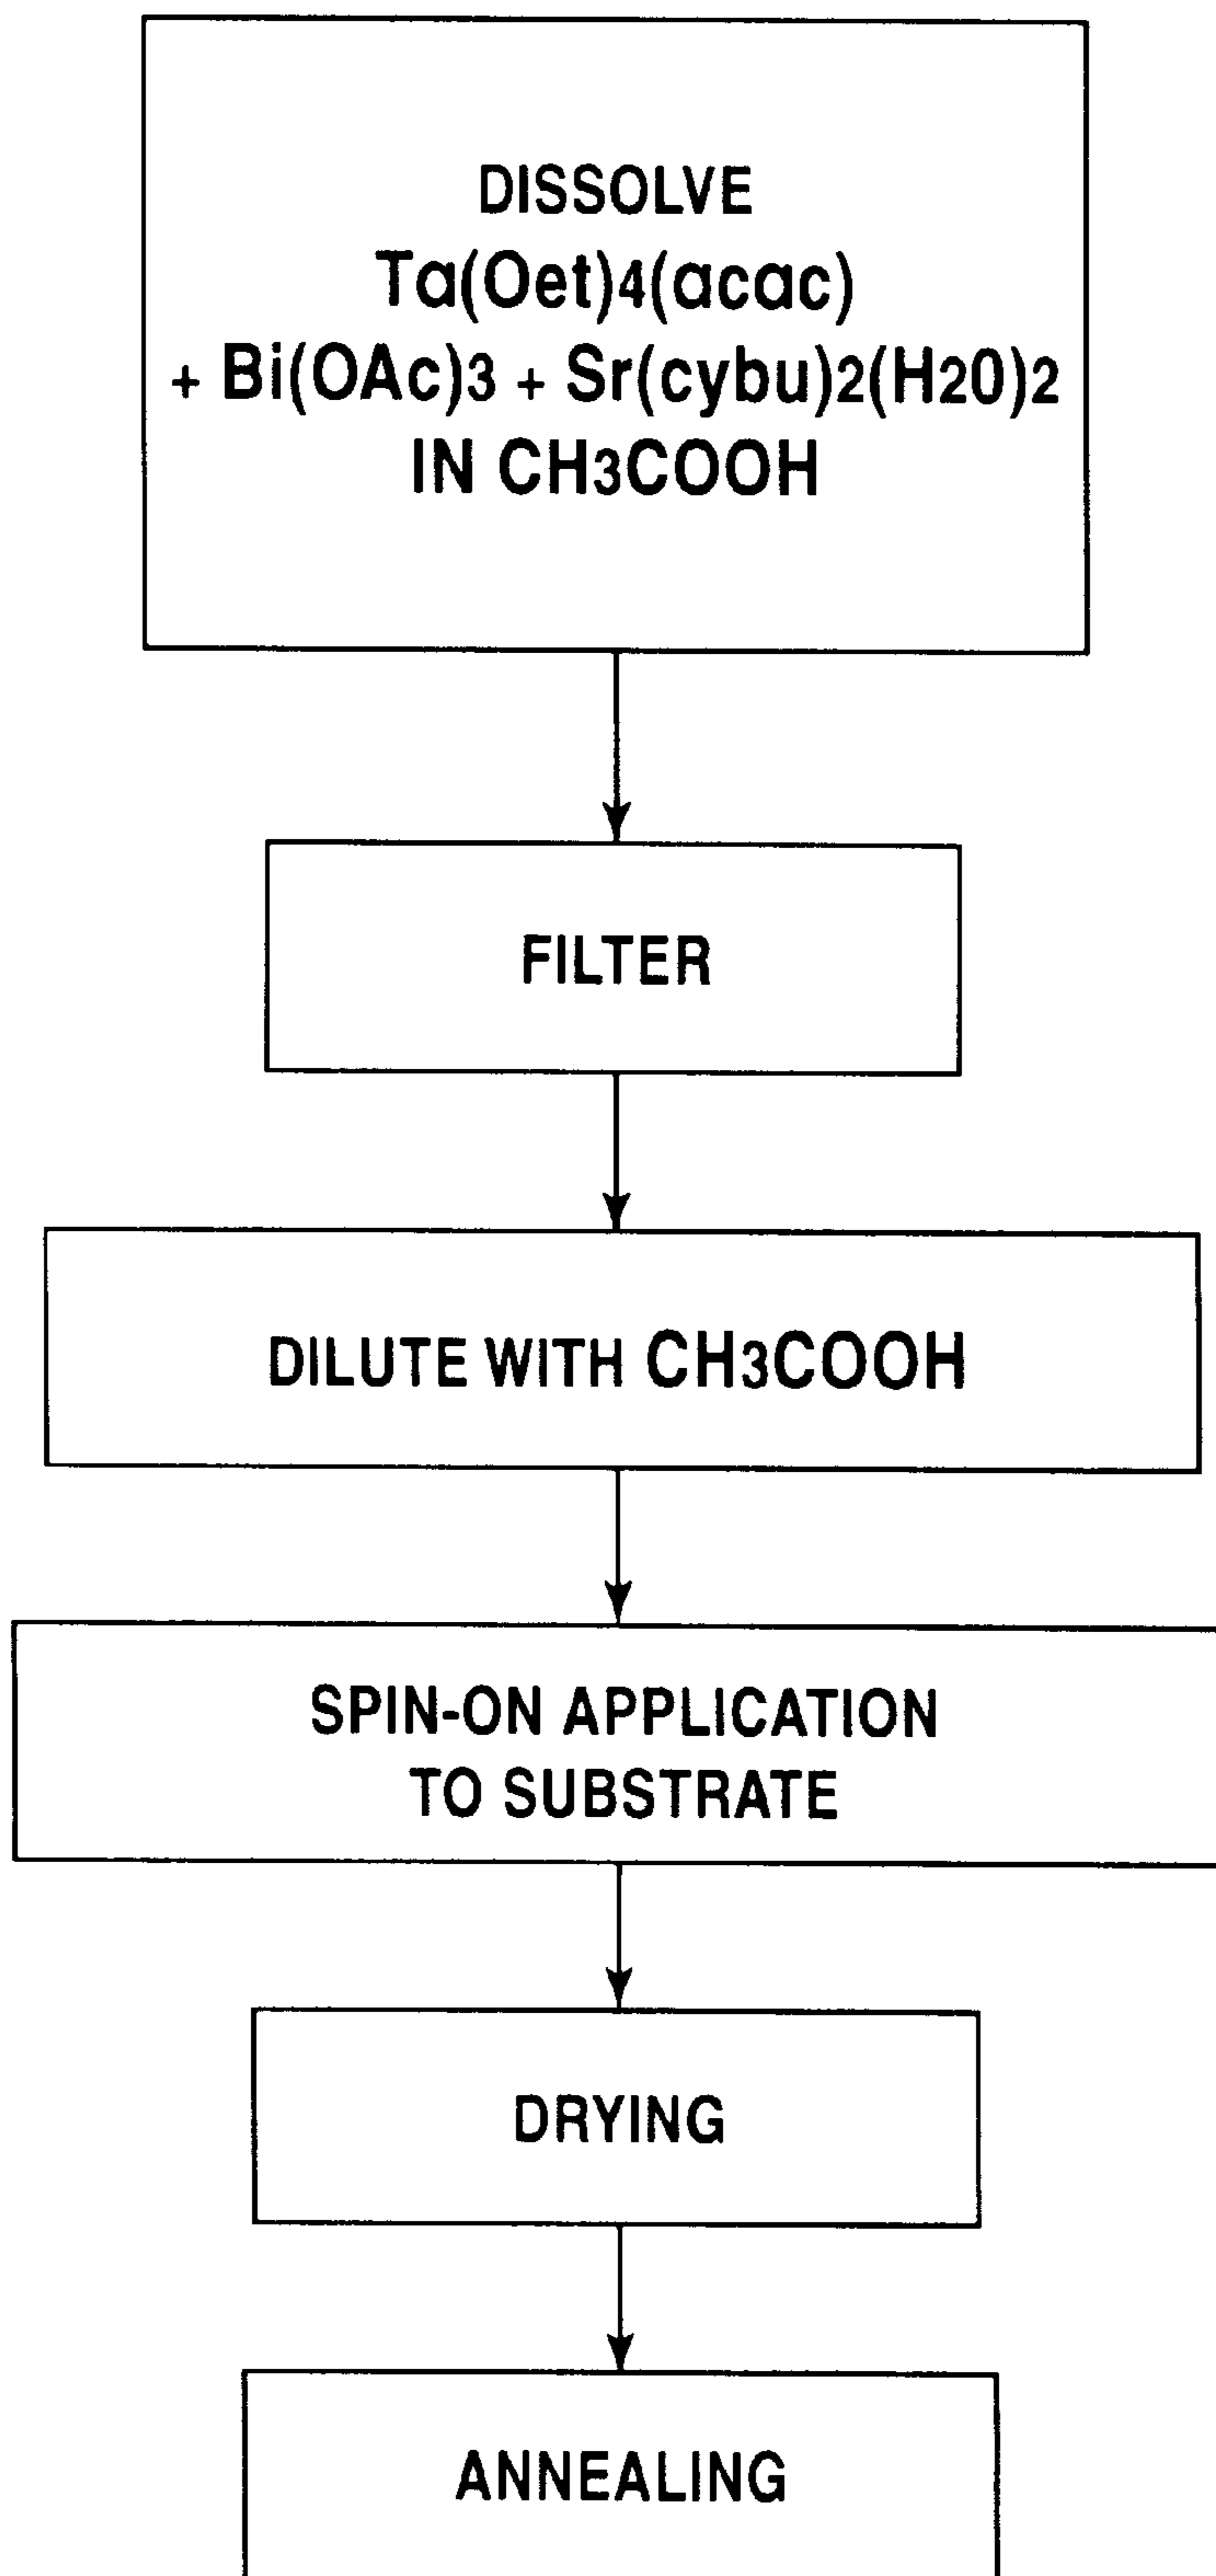 DISSOLVE
Ta(Oet)4(acac)
+ Bi(OAc)3 + Sr(cybu)2(H20)2
IN CH3COOH
FILTER
DILUTE WITH CH3COOH
SPIN-ON APPLICATION
TO SUBSTRATE
DRYING
ANNEALING